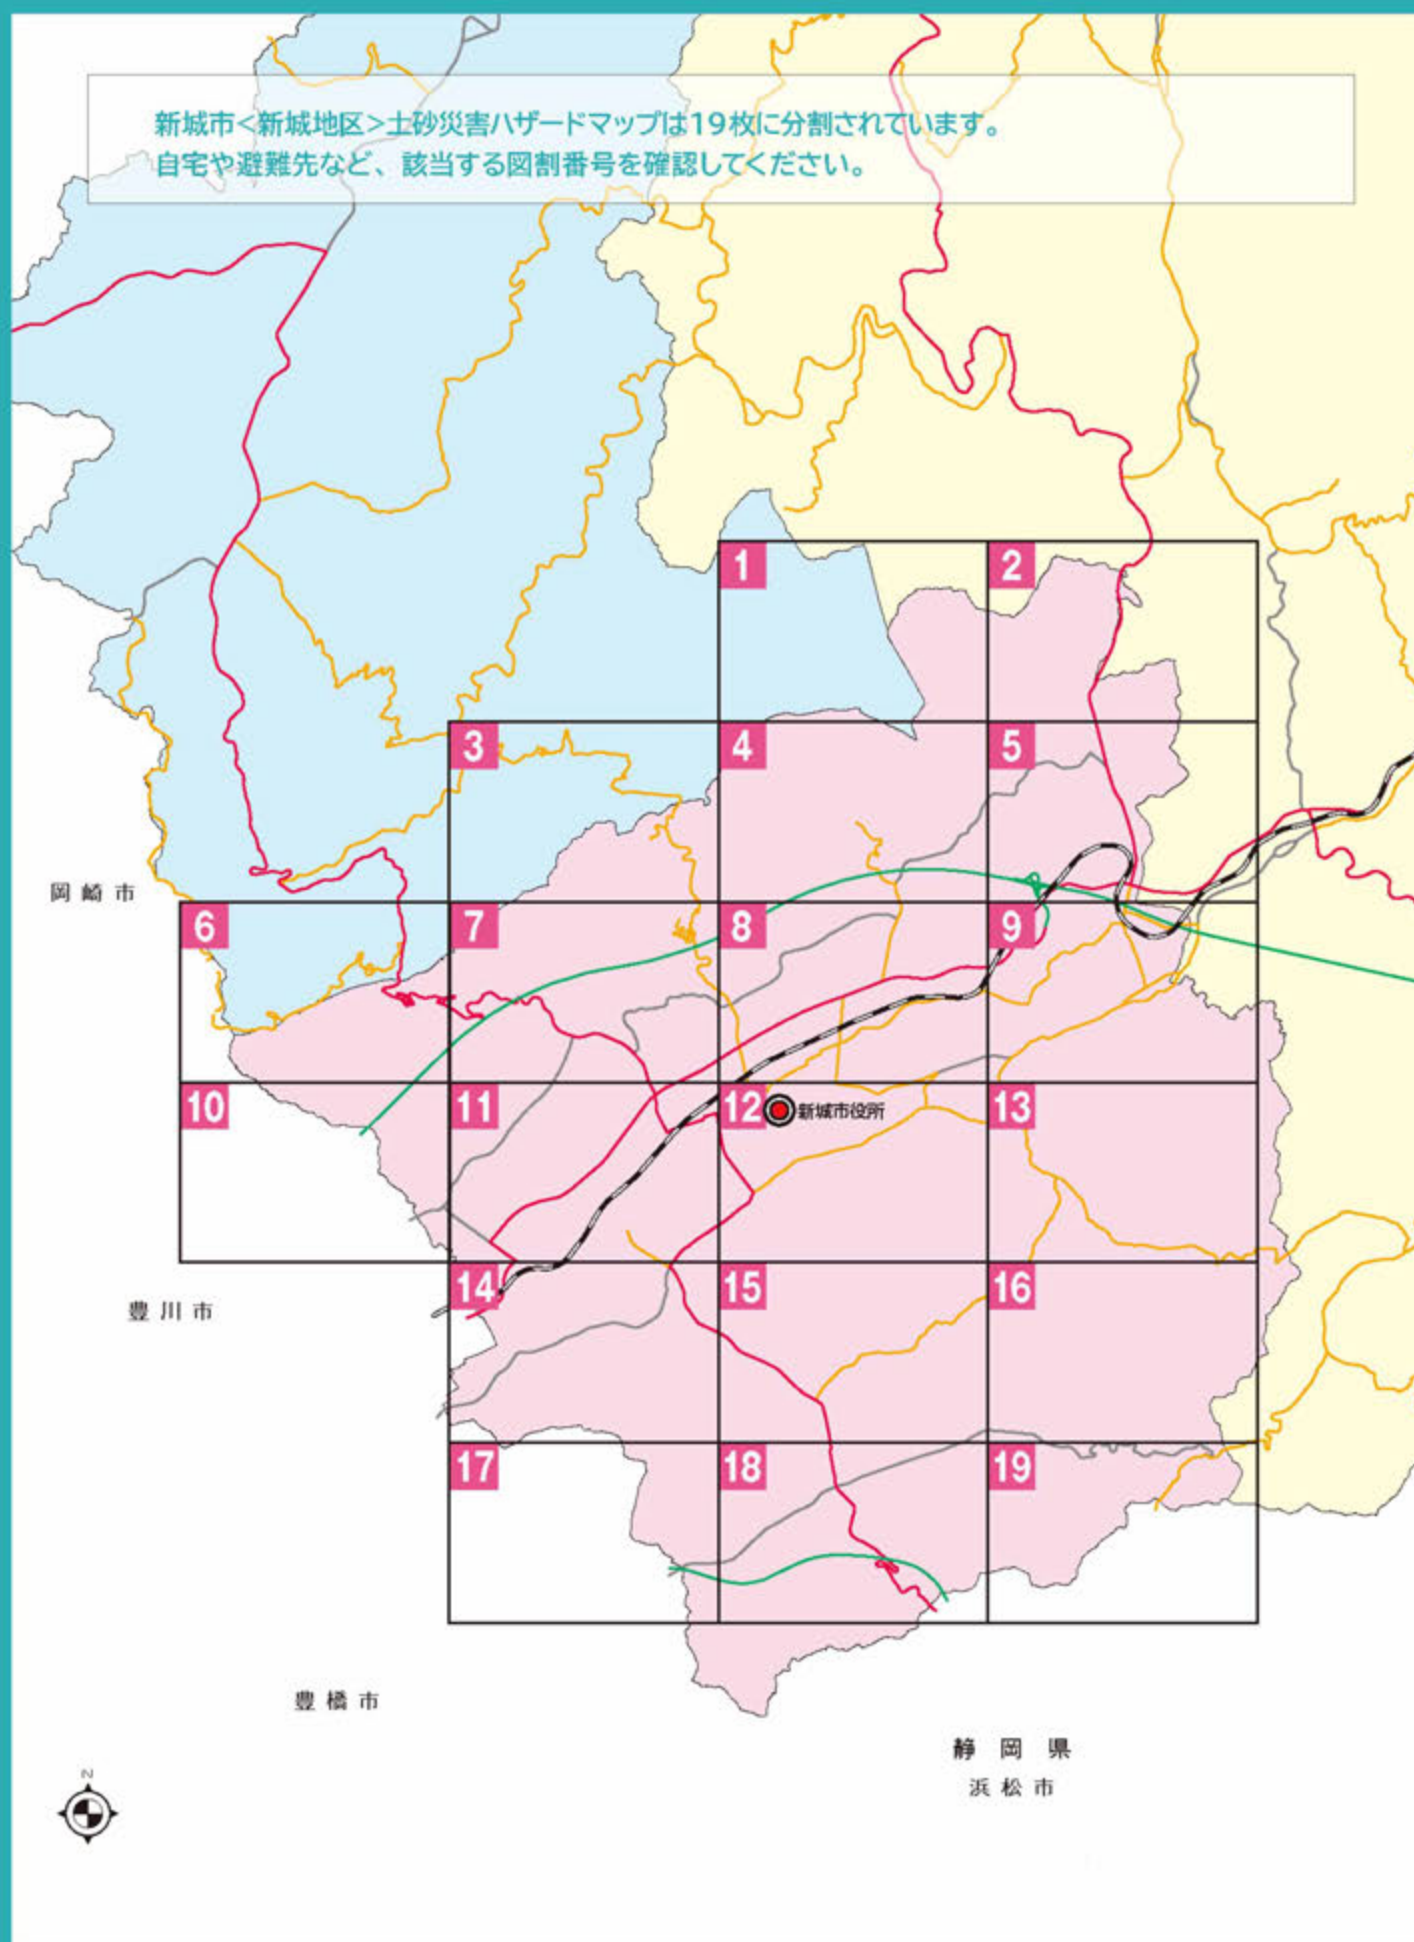 新城市<新城地区>土砂災害ハザードマップは19枚に分割されています。
自宅や避難先など、該当する図割番号を確認してください。
1
2
3
4
5
岡崎市
6
7
8
9
10
11
12
新城市役所
13
14
15
16
豊川市
17
18
19
豊橋市
静岡県
浜松市
N